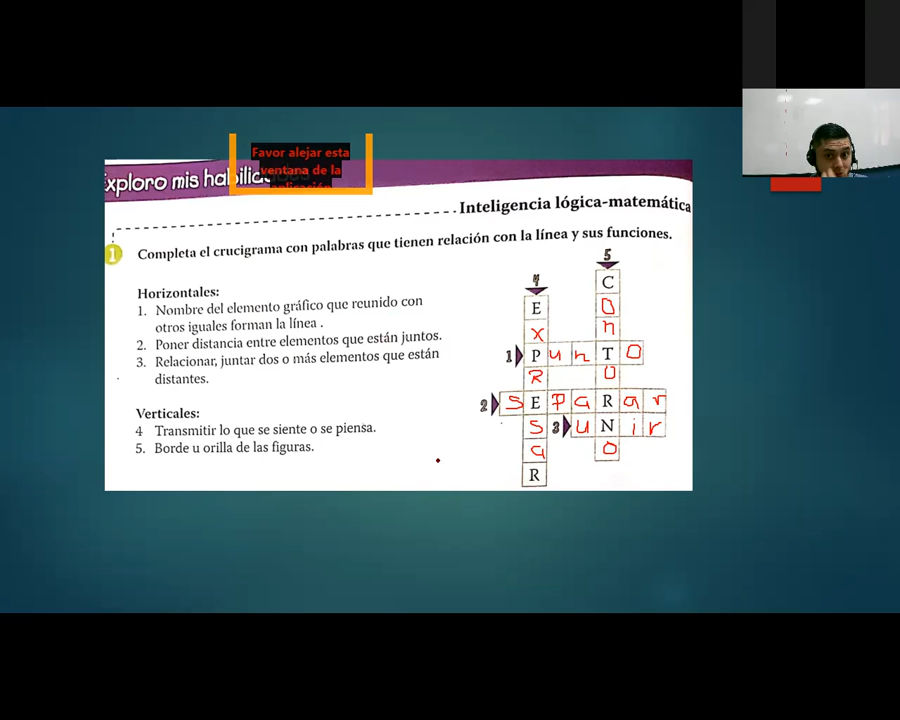 Favor alejar esta
ventana de la
aplicación
Exploro mis habilid
Inteligencia lógica-matemática
1 Completa el crucigrama con palabras que tienen relación con la línea y sus funciones.
Horizontales:
1. Nombre del elemento gráfico que reunido con
otros iguales forman la línea .
2. Poner distancia entre elementos que están juntos.
3. Relacionar, juntar dos o más elementos que están
distantes.
Verticales:
4 Transmitir lo que se siente o se piensa.
5. Borde u orilla de las figuras.
5
4
C
E O
X n
1 P u n T O
R O
2 S E P a R a r
S 3 u N i r
a O
R